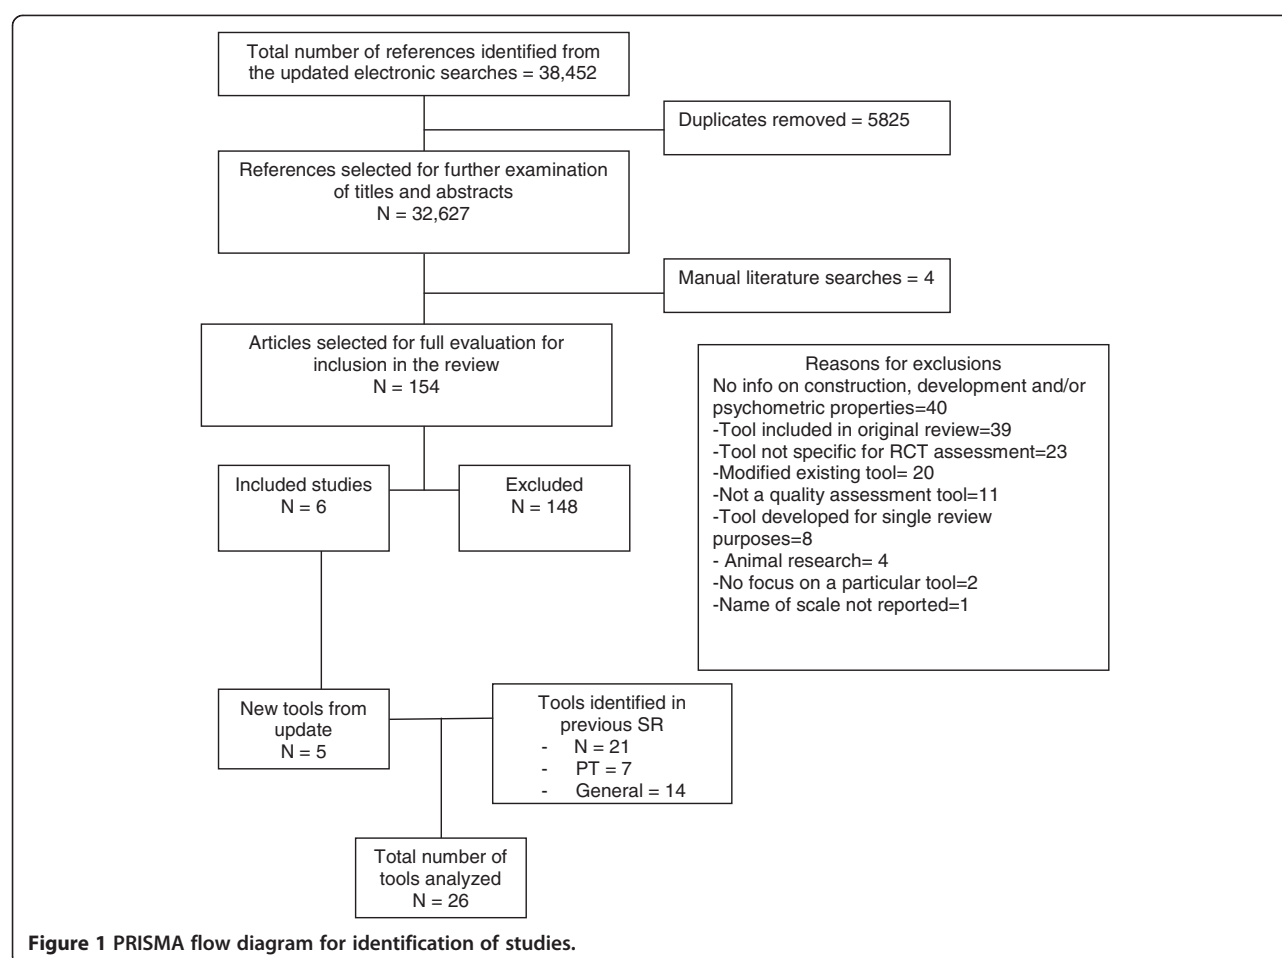 Total number of references identified from
the updated electronic searches = 38,452
Duplicates removed = 5825
References selected for further examination
of titles and abstracts
N = 32,627
Manual literature searches = 4
Articles selected for full evaluation for
inclusion in the review
N = 154
Reasons for exclusions
No info on construction, development and/or
psychometric properties=40
-Tool included in original review=39
-Tool not specific for RCT assessment=23
-Modified existing tool= 20
-Not a quality assessment tool=11
-Tool developed for single review
purposes=8
- Animal research= 4
-No focus on a particular tool=2
-Name of scale not reported=1
Included studies
N = 6
Excluded
N = 148
New tools from
update
N = 5
Tools identified in
previous SR
- N = 21
- PT = 7
- General = 14
Total number of
tools analyzed
N = 26
Figure 1 PRISMA flow diagram for identification of studies.